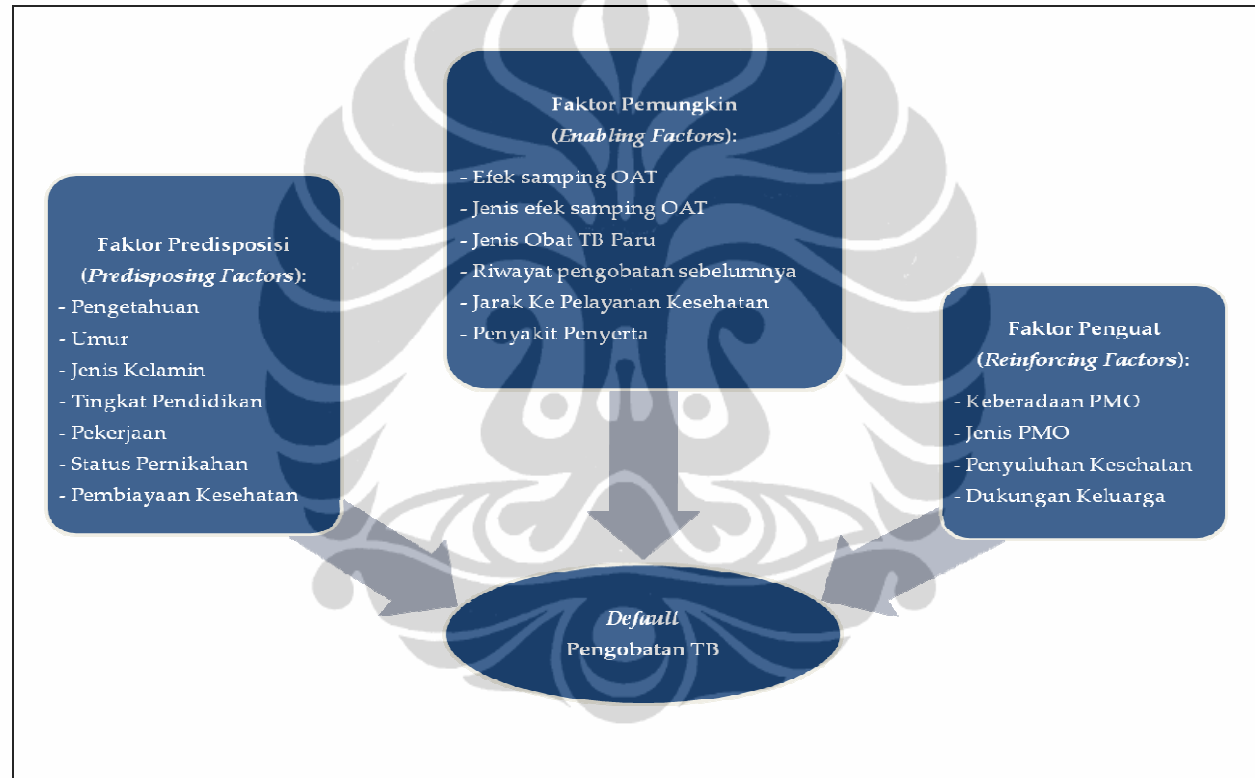 Faktor Pemungkin
(Enabling Factors):
- Efek samping OAT
- Jenis efek samping OAT
- Jenis Obat TB Paru
- Riwayat pengobatan sebelumnya
- Jarak Ke Pelayanan Kesehatan
- Penyakit Penyerta
Faktor Predisposisi
(Predisposing Factors):
- Pengetahuan
- Umur
- Jenis Kelamin
- Tingkat Pendidikan
- Pekerjaan
- Status Pernikahan
- Pembiayaan Kesehatan
Faktor Penguat
(Reinforcing Factors):
- Keberadaan PMO
- Jenis PMO
- Penyuluhan Kesehatan
- Dukungan Keluarga
Default
Pengobatan TB